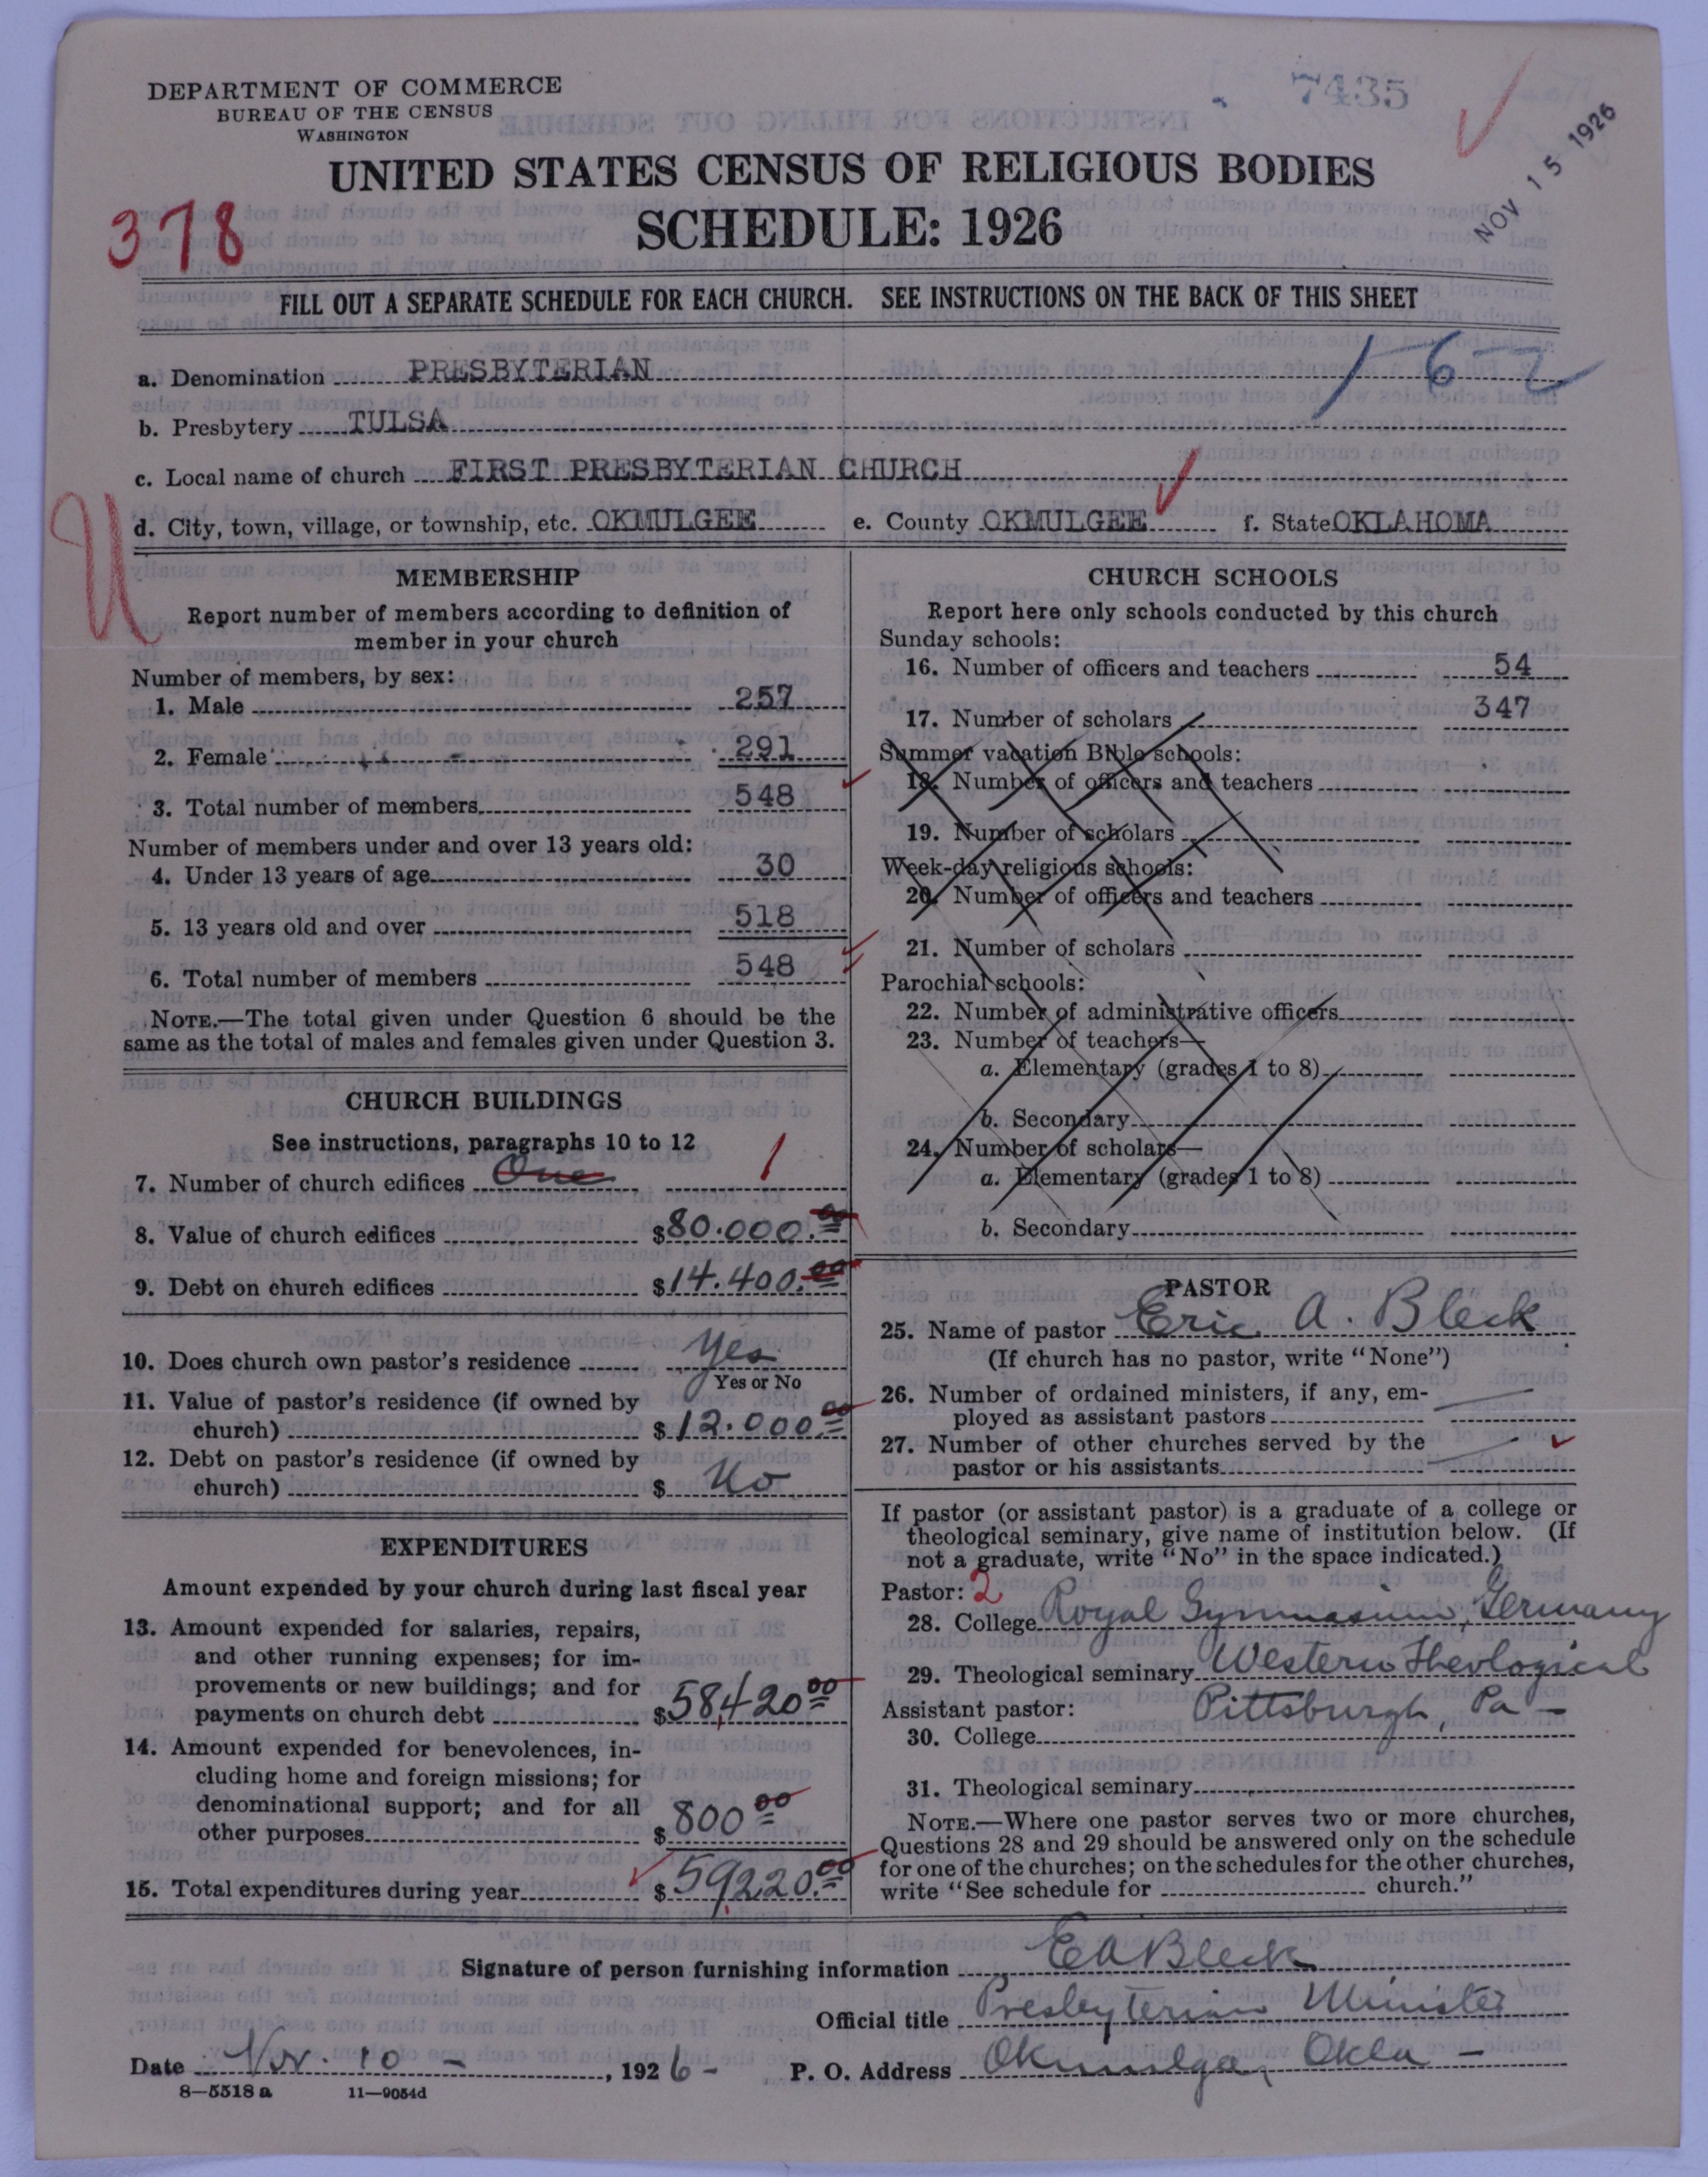 DEPARTMENT OF COMMERCE
BUREAU OF THE CENSUS
WASHINGTON
7435
NOV 15 1926
UNITED STATES CENSUS OF RELIGIOUS BODIES
378
SCHEDULE: 1926
FILL OUT A SEPARATE SCHEDULE FOR EACH CHURCH. SEE INSTRUCTIONS ON THE BACK OF THIS SHEET
a. Denomination PRESBYTERIAN
162
b. Presbytery TULSA
c. Local name of church FIRST PRESBYTERIAN CHURCH
U
d. City, town, village, or township, etc. OKMULGEE e. County OKMULGEE f. State OKLAHOMA
MEMBERSHIP
Report number of members according to definition of
member in your church
Number of members, by sex:
1. Male 257
2. Female 291
3. Total number of members 548
Number of members under and over 13 years old:
4. Under 13 years of age 30
5. 13 years old and over 518
6. Total number of members 548
NOTE.—The total given under Question 6 should be the
same as the total of males and females given under Question 3.
CHURCH BUILDINGS
See instructions, paragraphs 10 to 12
7. Number of church edifices One 1
8. Value of church edifices $80.000.00
9. Debt on church edifices $14.400.00
10. Does church own pastor's residence Yes
Yes or No
11. Value of pastor's residence (if owned by
church) $12.000.00
12. Debt on pastor's residence (if owned by
church) $ No
EXPENDITURES
Amount expended by your church during last fiscal year
13. Amount expended for salaries, repairs,
and other running expenses; for im-
provements or new buildings; and for
payments on church debt $58,420 00
14. Amount expended for benevolences, in-
cluding home and foreign missions; for
denominational support; and for all
other purposes $800 00
15. Total expenditures during year $59,220.00
CHURCH SCHOOLS
Report here only schools conducted by this church
Sunday schools:
16. Number of officers and teachers 54
17. Number of scholars 347
Summer vacation Bible schools:
18. Number of officers and teachers
19. Number of scholars
Week-day religious schools:
20. Number of officers and teachers
21. Number of scholars
Parochial schools:
22. Number of administrative officers
23. Number of teachers—
a. Elementary (grades 1 to 8)
b. Secondary
24. Number of scholars—
a. Elementary (grades 1 to 8)
b. Secondary
PASTOR
25. Name of pastor Eric A. Bleck
(If church has no pastor, write "None")
26. Number of ordained ministers, if any, em-
ployed as assistant pastors —
27. Number of other churches served by the
pastor or his assistants —
If pastor (or assistant pastor) is a graduate of a college or
theological seminary, give name of institution below. (If
not a graduate, write "No" in the space indicated.)
Pastor: 2
28. College Royal Gymnasium, Germany
29. Theological seminary Western Theological
Assistant pastor: Pittsburgh, Pa —
30. College
31. Theological seminary
NOTE.—Where one pastor serves two or more churches,
Questions 28 and 29 should be answered only on the schedule
for one of the churches; on the schedules for the other churches,
write "See schedule for church."
Signature of person furnishing information E A Bleck
Official title Presbyterian Minister
Date Nov. 10 - , 1926 - P. O. Address Okmulgee, Okla —
8—5518 a 11—9054d